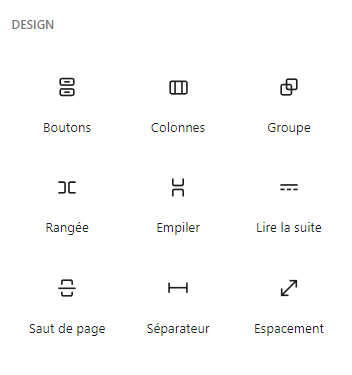 DESIGN
Boutons
Colonnes
Groupe
Rangée
Empiler
Lire la suite
Saut de page
Séparateur
Espacement